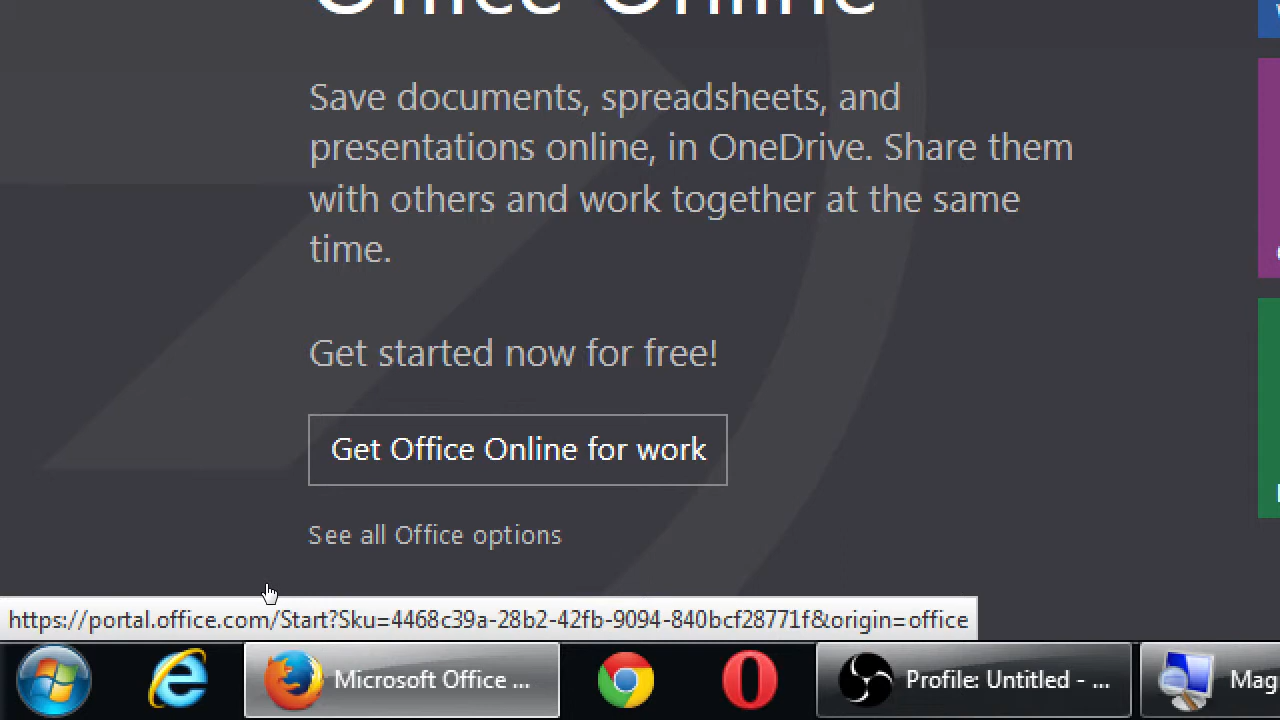 Office Online
Save documents, spreadsheets, and
presentations online, in OneDrive. Share them
with others and work together at the same
time.
Get started now for free!
Get Office Online for work
See all Office options
https://portal.office.com/Start?Sku=4468c39a-28b2-42fb-9094-840bcf28771f&origin=office
Microsoft Office ...
Profile: Untitled - ...
Mag